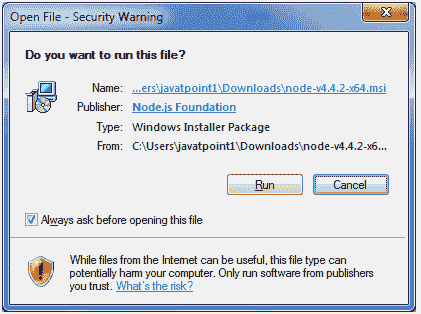 Open File - Security Warning
Do you want to run this file?
Name: ...ers\javatpoint1\Downloads\node-v4.4.2-x64.msi
Publisher: Node.js Foundation
Type: Windows Installer Package
From: C:\Users\javatpoint1\Downloads\node-v4.4.2-x6...
Run Cancel
Always ask before opening this file
While files from the Internet can be useful, this file type can
potentially harm your computer. Only run software from publishers
you trust. What's the risk?